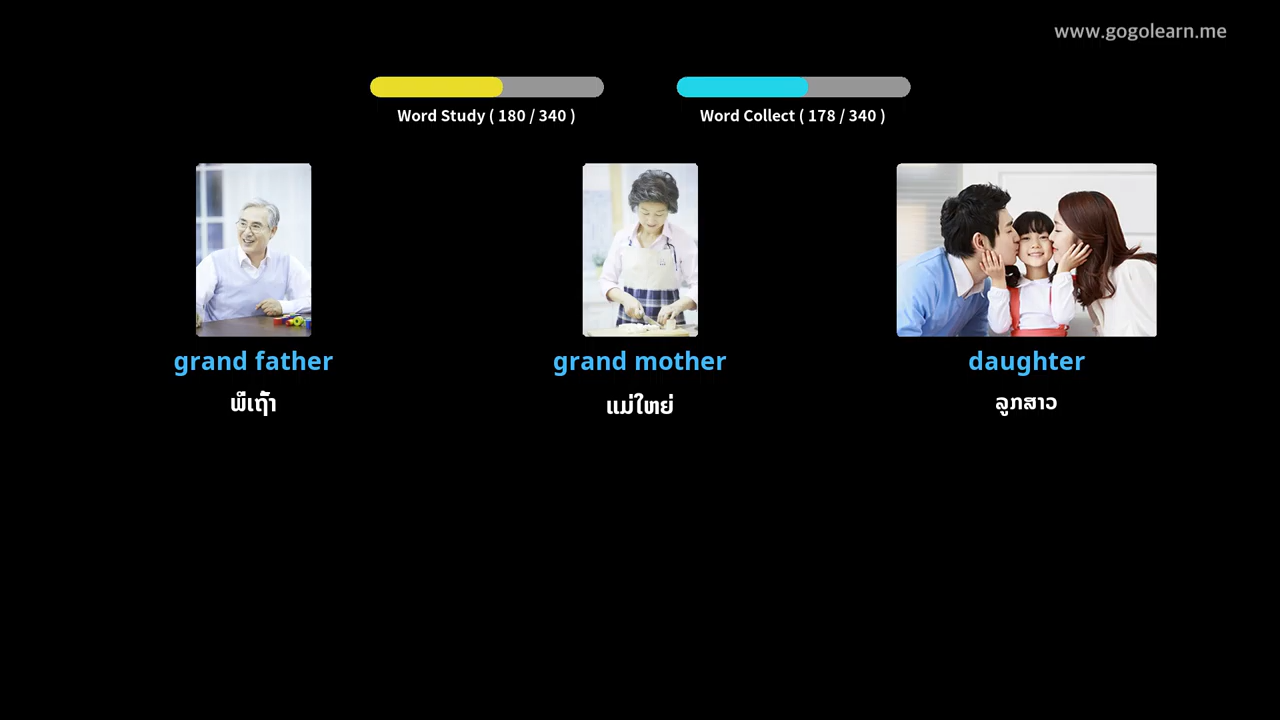 www.gogolearn.me
Word Study ( 180 / 340 )
Word Collect ( 178 / 340 )
grand father
grand mother
daughter
ພໍ່ເຖົ້າ
ແມ່ໃຫຍ່
ລູກສາວ